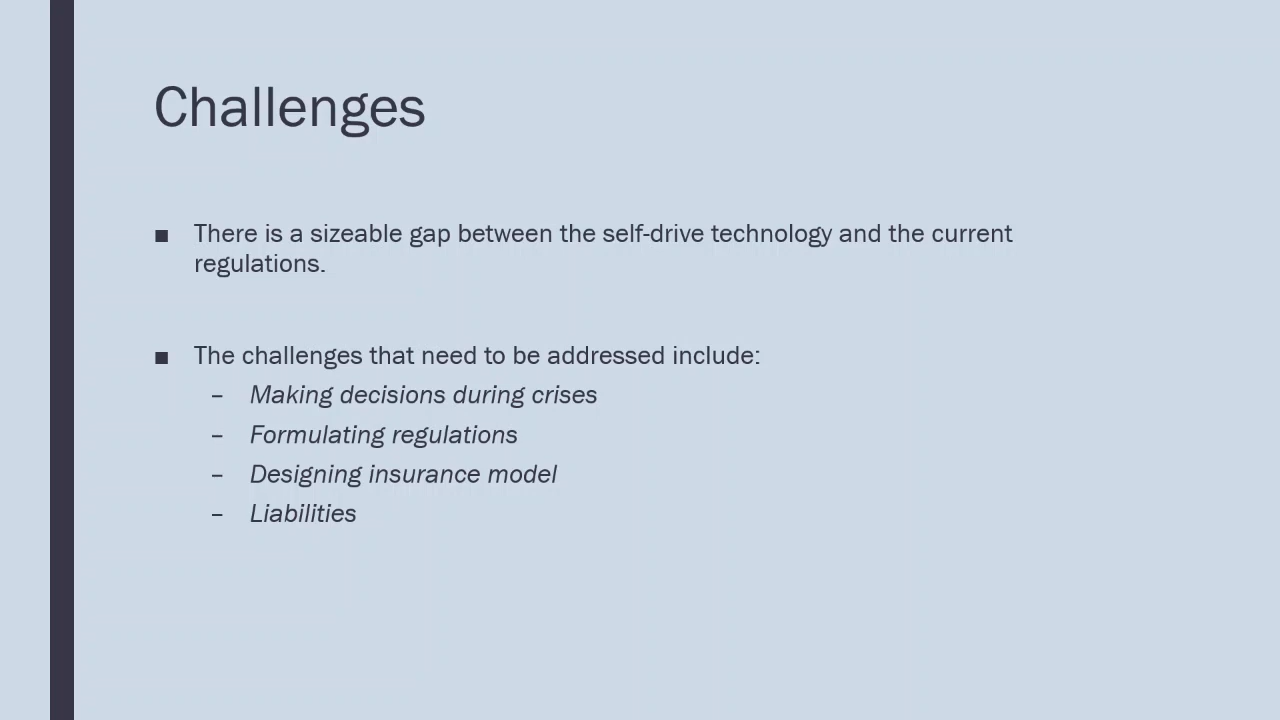 Challenges
■ There is a sizeable gap between the self-drive technology and the current
regulations.
■ The challenges that need to be addressed include:
– Making decisions during crises
– Formulating regulations
– Designing insurance model
– Liabilities